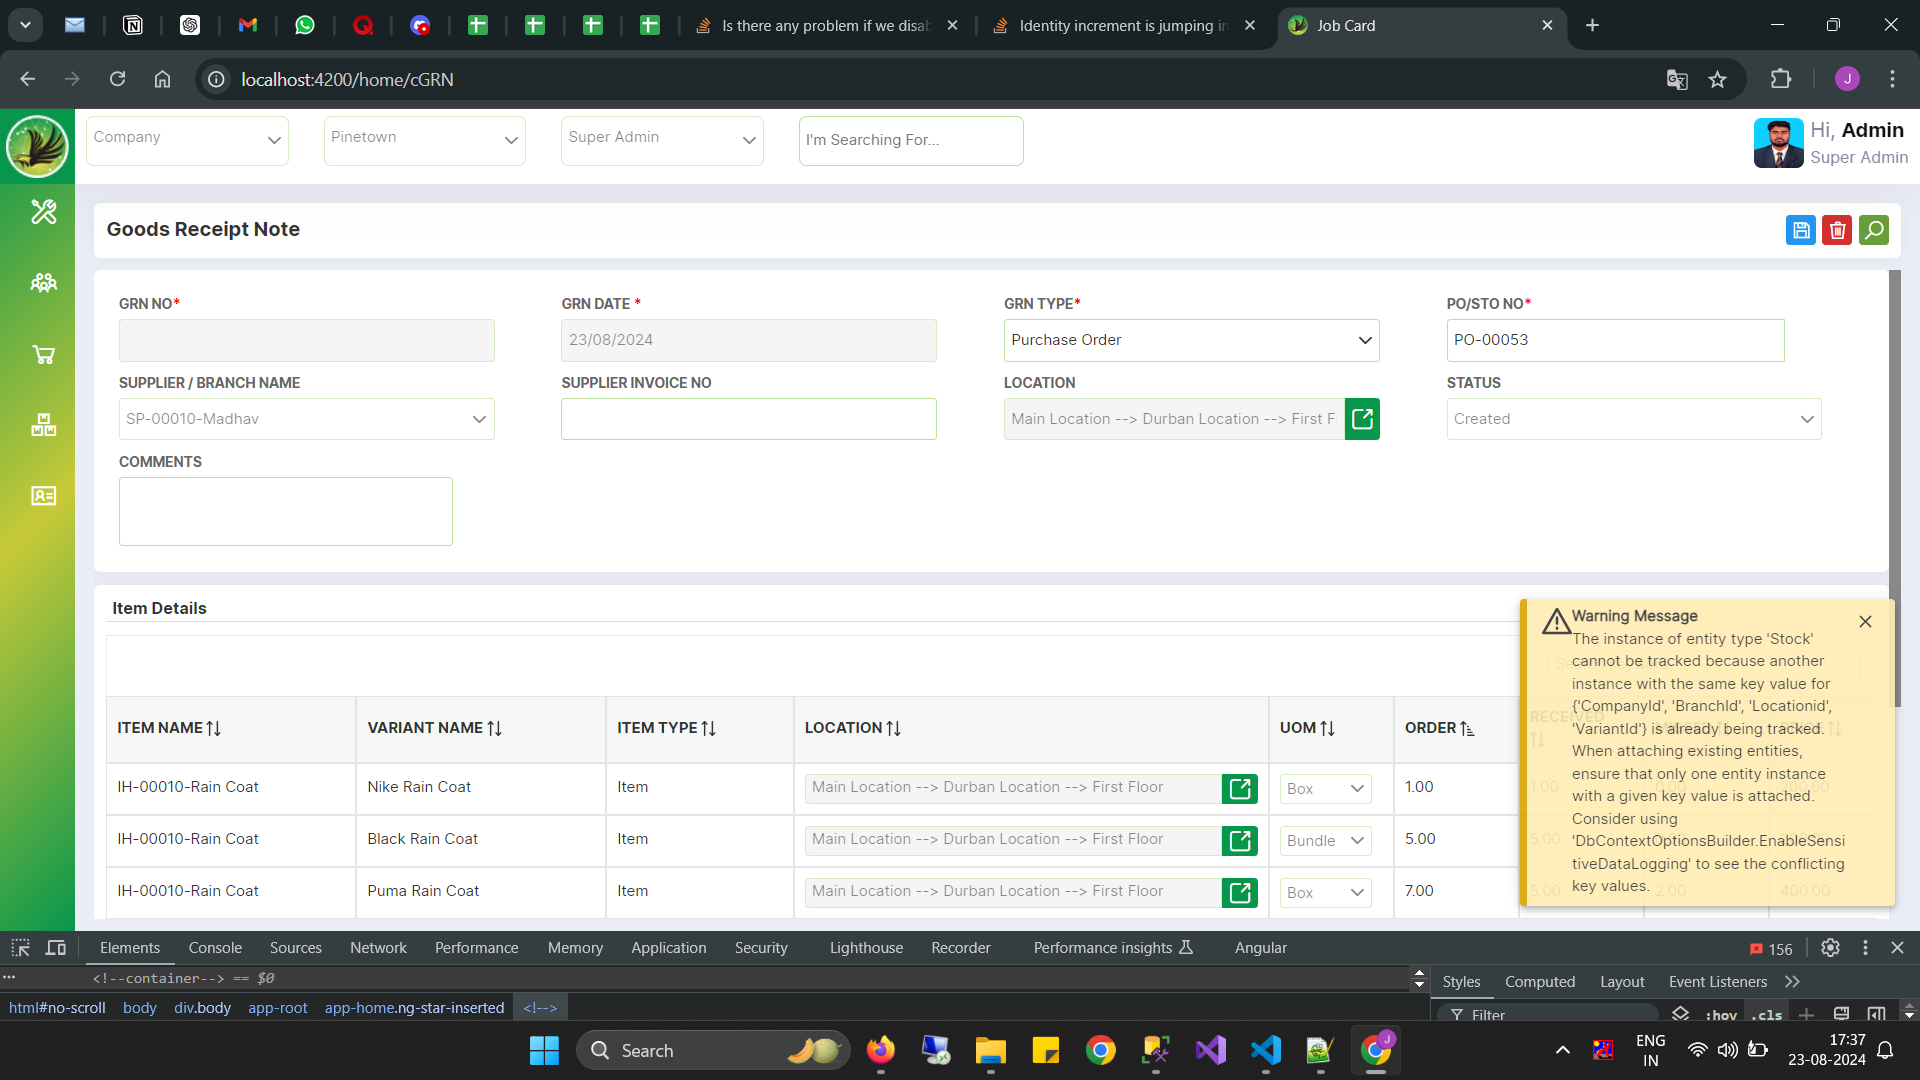 Is there any problem if we disab
Identity increment is jumping in
Job Card
localhost:4200/home/cGRN
J
Company
Pinetown
Super Admin
I'm Searching For...
Hi, Admin
Super Admin
Goods Receipt Note
GRN NO*
GRN DATE *
GRN TYPE*
PO/STO NO*
23/08/2024
Purchase Order
PO-00053
SUPPLIER / BRANCH NAME
SUPPLIER INVOICE NO
LOCATION
STATUS
SP-00010-Madhav
Main Location --> Durban Location --> First F
Created
COMMENTS
Item Details
Warning Message
The instance of entity type 'Stock'
cannot be tracked because another
instance with the same key value for
{'CompanyId', 'BranchId', 'Locationid',
'VariantId'} is already being tracked.
When attaching existing entities,
ensure that only one entity instance
with a given key value is attached.
Consider using
'DbContextOptionsBuilder.EnableSensi
tiveDataLogging' to see the conflicting
key values.
ITEM NAME
VARIANT NAME
ITEM TYPE
LOCATION
UOM
ORDER
RECEIVED
IH-00010-Rain Coat
Nike Rain Coat
Item
Main Location --> Durban Location --> First Floor
Box
1.00
1.00
IH-00010-Rain Coat
Black Rain Coat
Item
Main Location --> Durban Location --> First Floor
Bundle
5.00
5.00
IH-00010-Rain Coat
Puma Rain Coat
Item
Main Location --> Durban Location --> First Floor
Box
7.00
5.00
2.00
400.00
Elements
Console
Sources
Network
Performance
Memory
Application
Security
Lighthouse
Recorder
Performance insights
Angular
156
... <!--container--> == $0
Styles
Computed
Layout
Event Listeners
html#no-scroll
body
div.body
app-root
app-home.ng-star-inserted
<!-->
Filter
:hov
.cls
Search
J
ENG
IN
17:37
23-08-2024